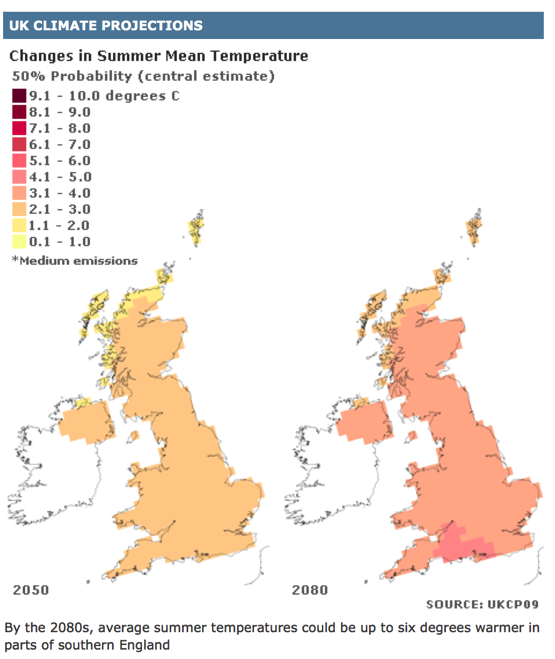 UK CLIMATE PROJECTIONS
Changes in Summer Mean Temperature
50% Probability (central estimate)
9.1 - 10.0 degrees C
8.1 - 9.0
7.1 - 8.0
6.1 - 7.0
5.1 - 6.0
4.1 - 5.0
3.1 - 4.0
2.1 - 3.0
1.1 - 2.0
0.1 - 1.0
*Medium emissions
2050
2080
SOURCE: UKCP09
By the 2080s, average summer temperatures could be up to six degrees warmer in
parts of southern England